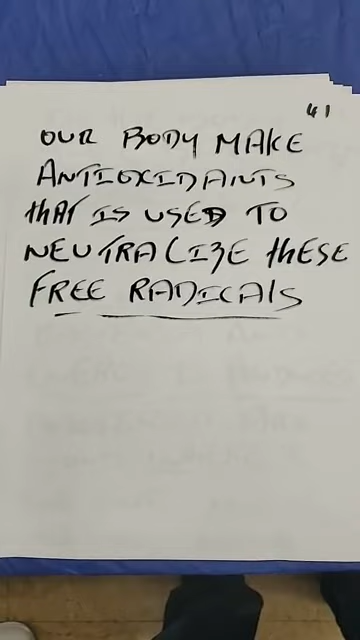 41
OUR BODY MAKE
ANTIOXIDANTS
THAT IS USED TO
NEUTRALIZE THESE
FREE RADICALS